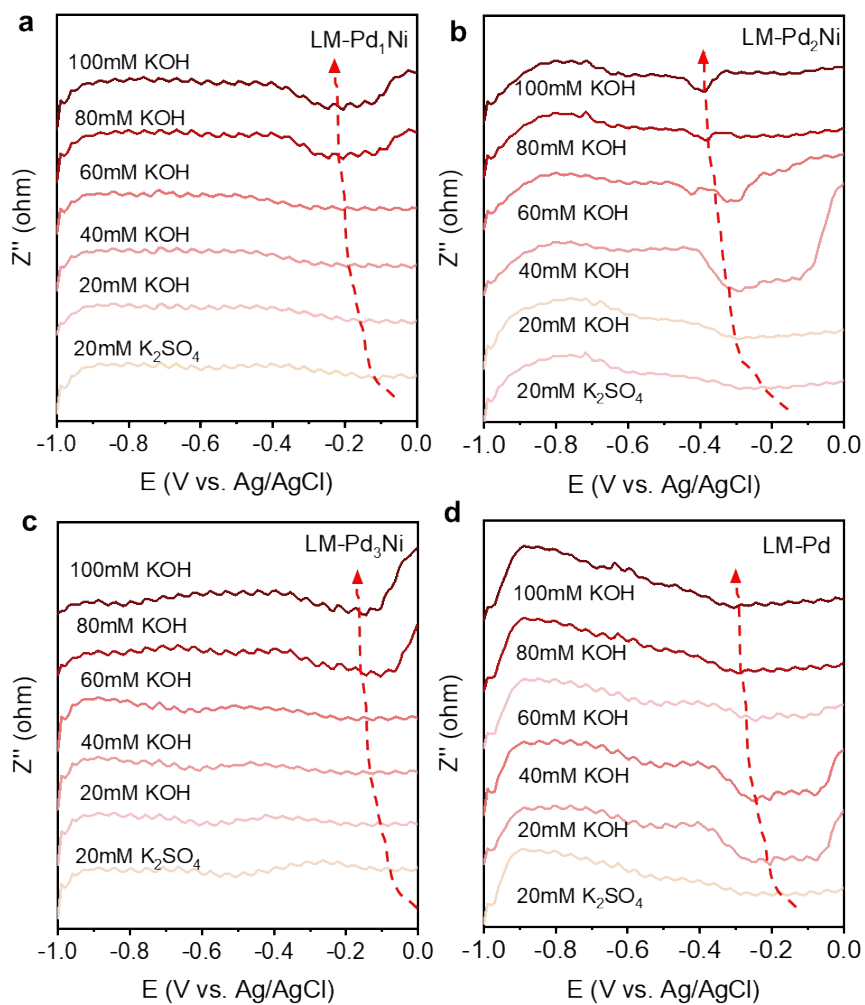 a
LM-Pd₁Ni
100mM KOH
80mM KOH
60mM KOH
40mM KOH
20mM KOH
20mM K₂SO₄
Z'' (ohm)
-1.0 -0.8 -0.6 -0.4 -0.2 0.0
E (V vs. Ag/AgCl)
b
LM-Pd₂Ni
100mM KOH
80mM KOH
60mM KOH
40mM KOH
20mM KOH
20mM K₂SO₄
Z'' (ohm)
-1.0 -0.8 -0.6 -0.4 -0.2 0.0
E (V vs. Ag/AgCl)
c
LM-Pd₃Ni
100mM KOH
80mM KOH
60mM KOH
40mM KOH
20mM KOH
20mM K₂SO₄
Z'' (ohm)
-1.0 -0.8 -0.6 -0.4 -0.2 0.0
E (V vs. Ag/AgCl)
d
LM-Pd
100mM KOH
80mM KOH
60mM KOH
40mM KOH
20mM KOH
20mM K₂SO₄
Z'' (ohm)
-1.0 -0.8 -0.6 -0.4 -0.2 0.0
E (V vs. Ag/AgCl)